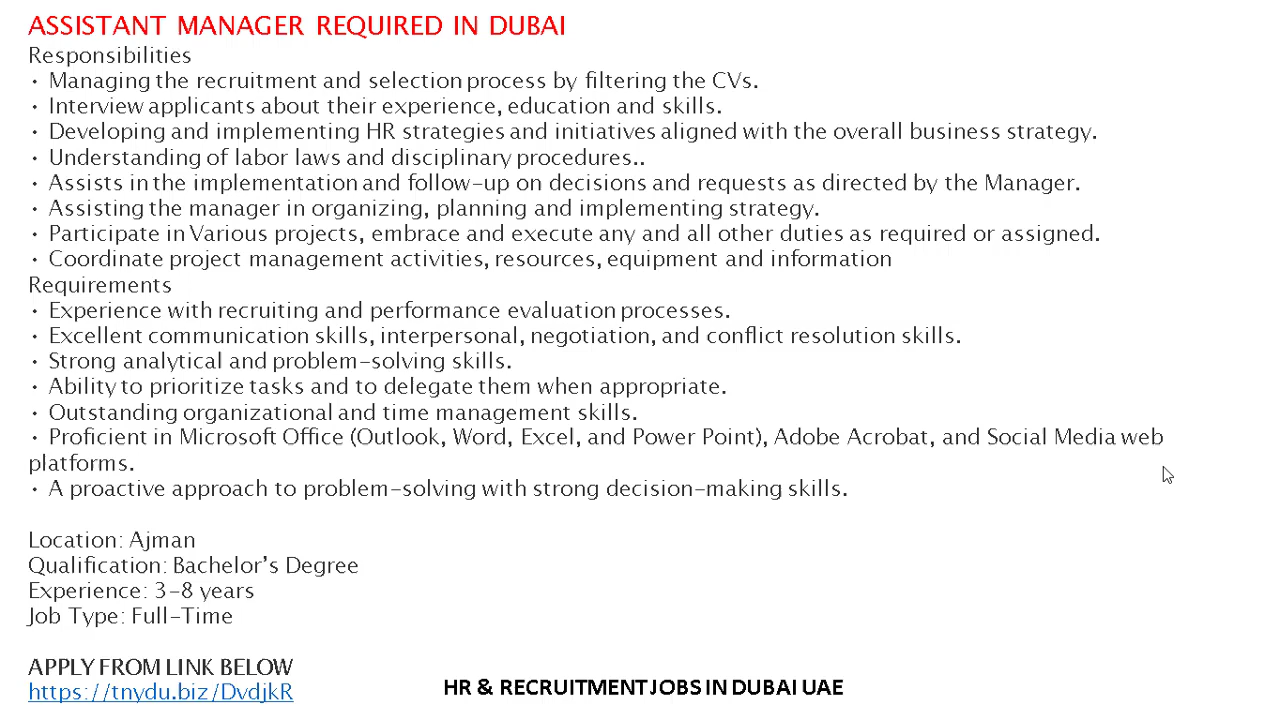 ASSISTANT MANAGER REQUIRED IN DUBAI
Responsibilities
• Managing the recruitment and selection process by filtering the CVs.
• Interview applicants about their experience, education and skills.
• Developing and implementing HR strategies and initiatives aligned with the overall business strategy.
• Understanding of labor laws and disciplinary procedures..
• Assists in the implementation and follow-up on decisions and requests as directed by the Manager.
• Assisting the manager in organizing, planning and implementing strategy.
• Participate in Various projects, embrace and execute any and all other duties as required or assigned.
• Coordinate project management activities, resources, equipment and information
Requirements
• Experience with recruiting and performance evaluation processes.
• Excellent communication skills, interpersonal, negotiation, and conflict resolution skills.
• Strong analytical and problem-solving skills.
• Ability to prioritize tasks and to delegate them when appropriate.
• Outstanding organizational and time management skills.
• Proficient in Microsoft Office (Outlook, Word, Excel, and Power Point), Adobe Acrobat, and Social Media web
platforms.
• A proactive approach to problem-solving with strong decision-making skills.
Location: Ajman
Qualification: Bachelor's Degree
Experience: 3-8 years
Job Type: Full-Time
APPLY FROM LINK BELOW
https://tnydu.biz/DvdjkR
HR & RECRUITMENT JOBS IN DUBAI UAE